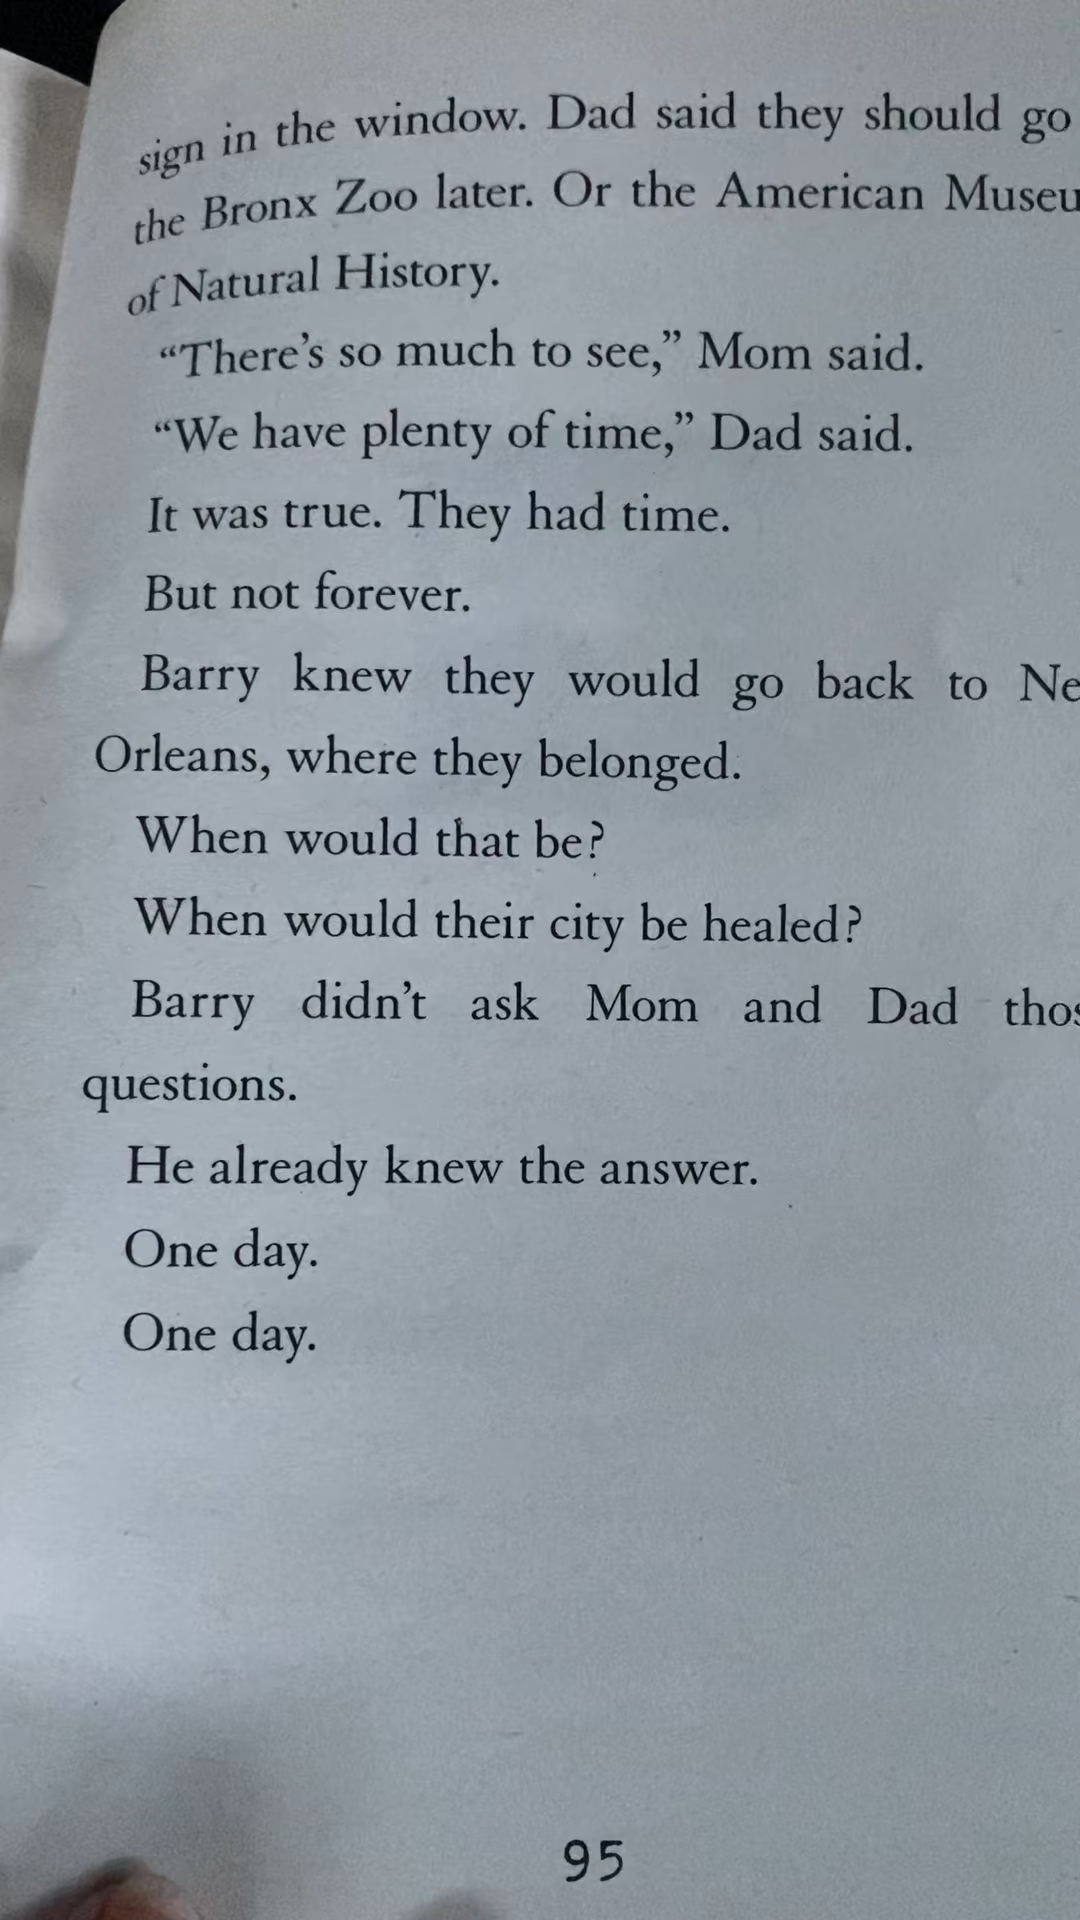 sign in the window. Dad said they should go
the Bronx Zoo later. Or the American Museu
of Natural History.
“There’s so much to see,” Mom said.
“We have plenty of time,” Dad said.
It was true. They had time.
But not forever.
Barry knew they would go back to Ne
Orleans, where they belonged.
When would that be?
When would their city be healed?
Barry didn’t ask Mom and Dad thos
questions.
He already knew the answer.
One day.
One day.
95